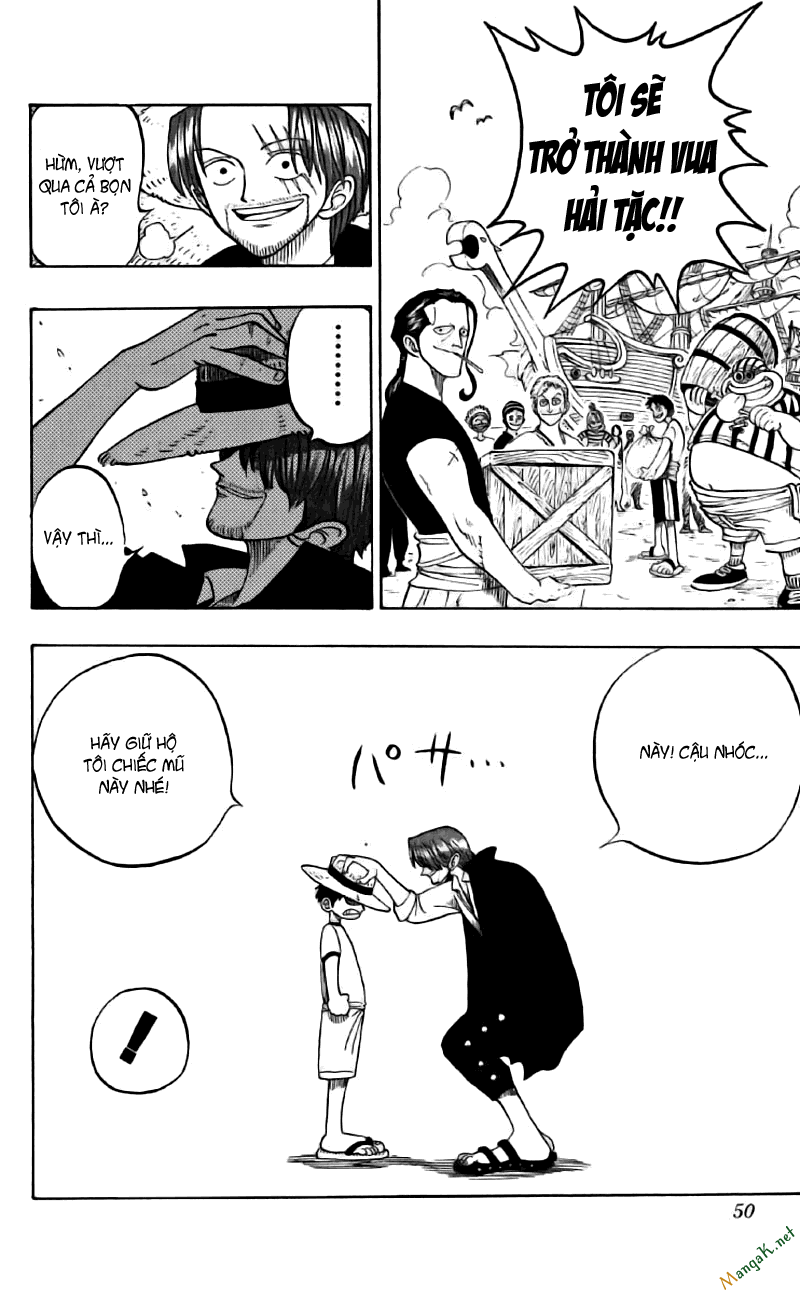 TÔI SẼ
TRỞ THÀNH VUA
HẢI TẶC!!
HỪM, VƯỢT
QUA CẢ BỌN
TÔI À?
.........
VẬY THÌ...
NÀY! CẬU NHÓC...
パサ...
HÃY GIỮ HỘ
TÔI CHIẾC MŨ
NÀY NHÉ!
!
50
MangaK.net